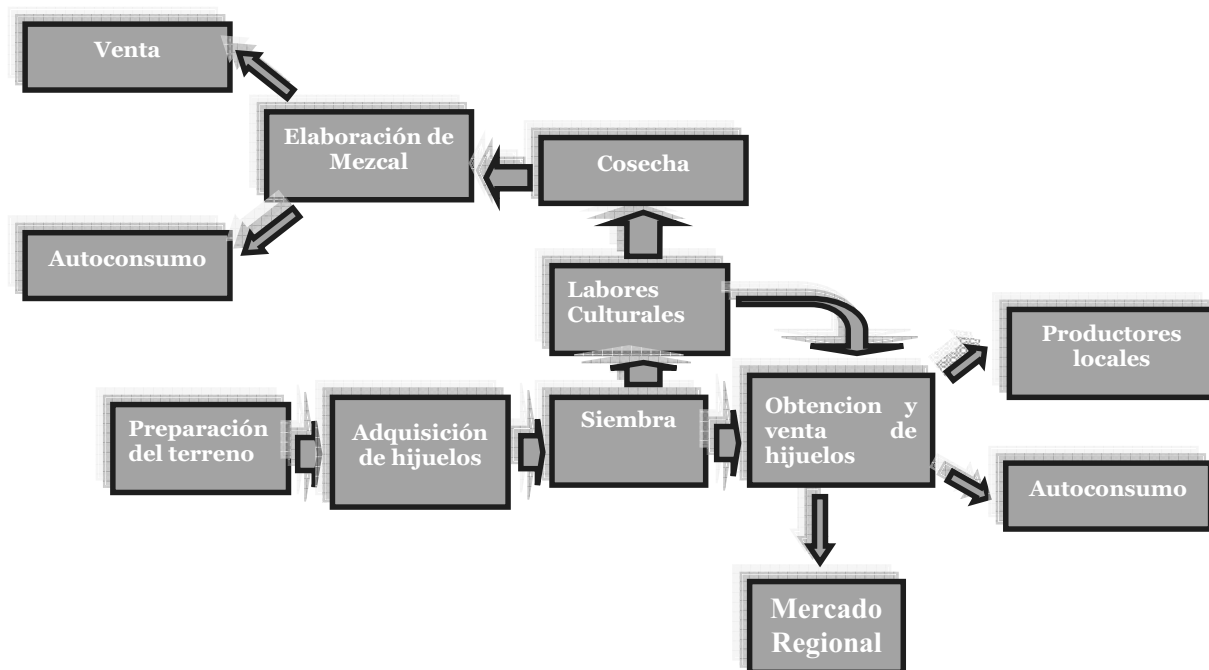 Venta
Elaboración de
Mezcal
Cosecha
Autoconsumo
Labores
Culturales
Productores
locales
Preparación
del terreno
Adquisición
de hijuelos
Siembra
Obtencion y
venta de
hijuelos
Autoconsumo
Mercado
Regional